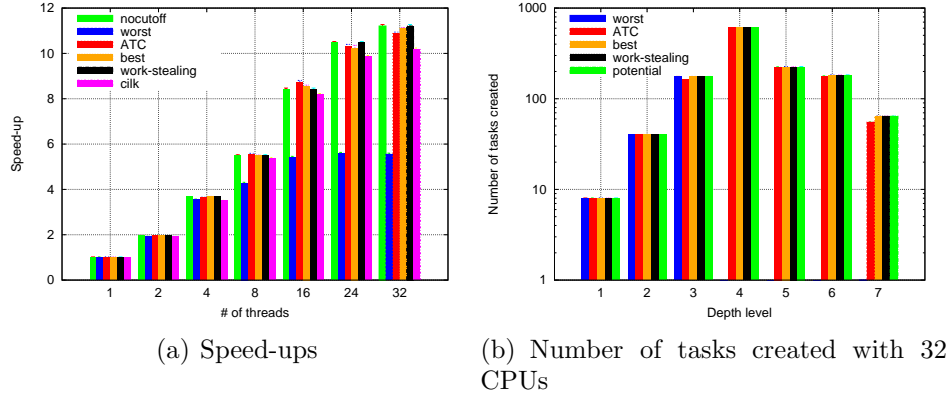 nocutoff
worst
ATC
best
work-stealing
cilk
Speed-up
12
10
8
6
4
2
0
1 2 4 8 16 24 32
# of threads
(a) Speed-ups
worst
ATC
best
work-stealing
potential
Number of tasks created
1000
100
10
1
1 2 3 4 5 6 7
Depth level
(b) Number of tasks created with 32
CPUs